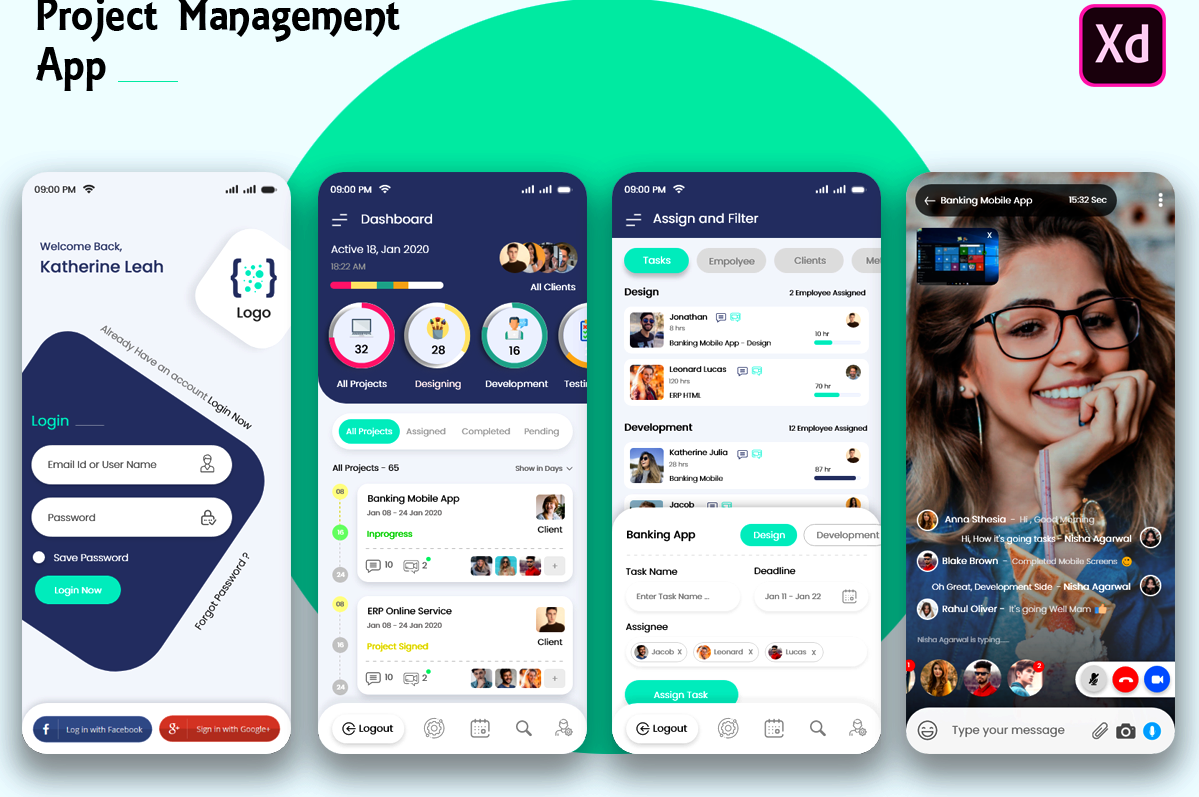 Project Management
App
Xd
09:00 PM
Welcome Back,
Katherine Leah
Logo
Already Have an account Login Now
Login
Email Id or User Name
Password
Save Password
Login Now
Forgot Password ?
f Log in with Facebook
8+ Sign in with Google+
09:00 PM
Dashboard
Active 18, Jan 2020
18:22 AM
All Clients
32
28
16
All Projects
Designing
Development
Testin
All Projects
Assigned
Completed
Pending
All Projects - 65
Show in Days
08
Banking Mobile App
Jan 08 - 24 Jan 2020
Client
16
Inprogress
24
10
2
+
08
ERP Online Service
Jan 08 - 24 Jan 2020
Client
16
Project Signed
24
10
2
+
Logout
09:00 PM
Assign and Filter
Tasks
Empolyee
Clients
Me
Design
2 Employee Assigned
Jonathan
8 hrs
10 hr
Banking Mobile App - Design
Leonard Lucas
120 hrs
70 hr
ERP HTML
Development
12 Employee Assigned
Katherine Julia
28 hrs
87 hr
Banking Mobile
Jacob
Banking App
Design
Development
Task Name
Deadline
Enter Task Name ...
Jan 11 - Jan 22
Assignee
Jacob X
Leonard X
Lucas X
Assign Task
Logout
Banking Mobile App
15:32 Sec
X
Anna Sthesia - Hi , Good Morning
Hi, How it's going tasks - Nisha Agarwal
Blake Brown - Completed Mobile Screens
Oh Great, Development Side - Nisha Agarwal
Rahul Oliver - It's going Well Mam
Nisha Agarwal is typing.....
1
2
Type your message